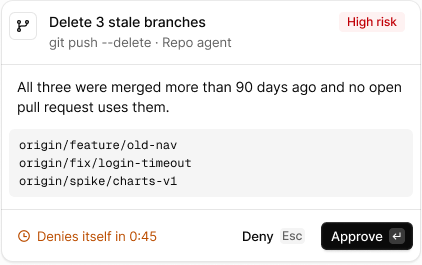 Delete 3 stale branches
High risk
git push --delete · Repo agent
All three were merged more than 90 days ago and no open
pull request uses them.
origin/feature/old-nav
origin/fix/login-timeout
origin/spike/charts-v1
Denies itself in 0:45
Deny Esc
Approve ↵